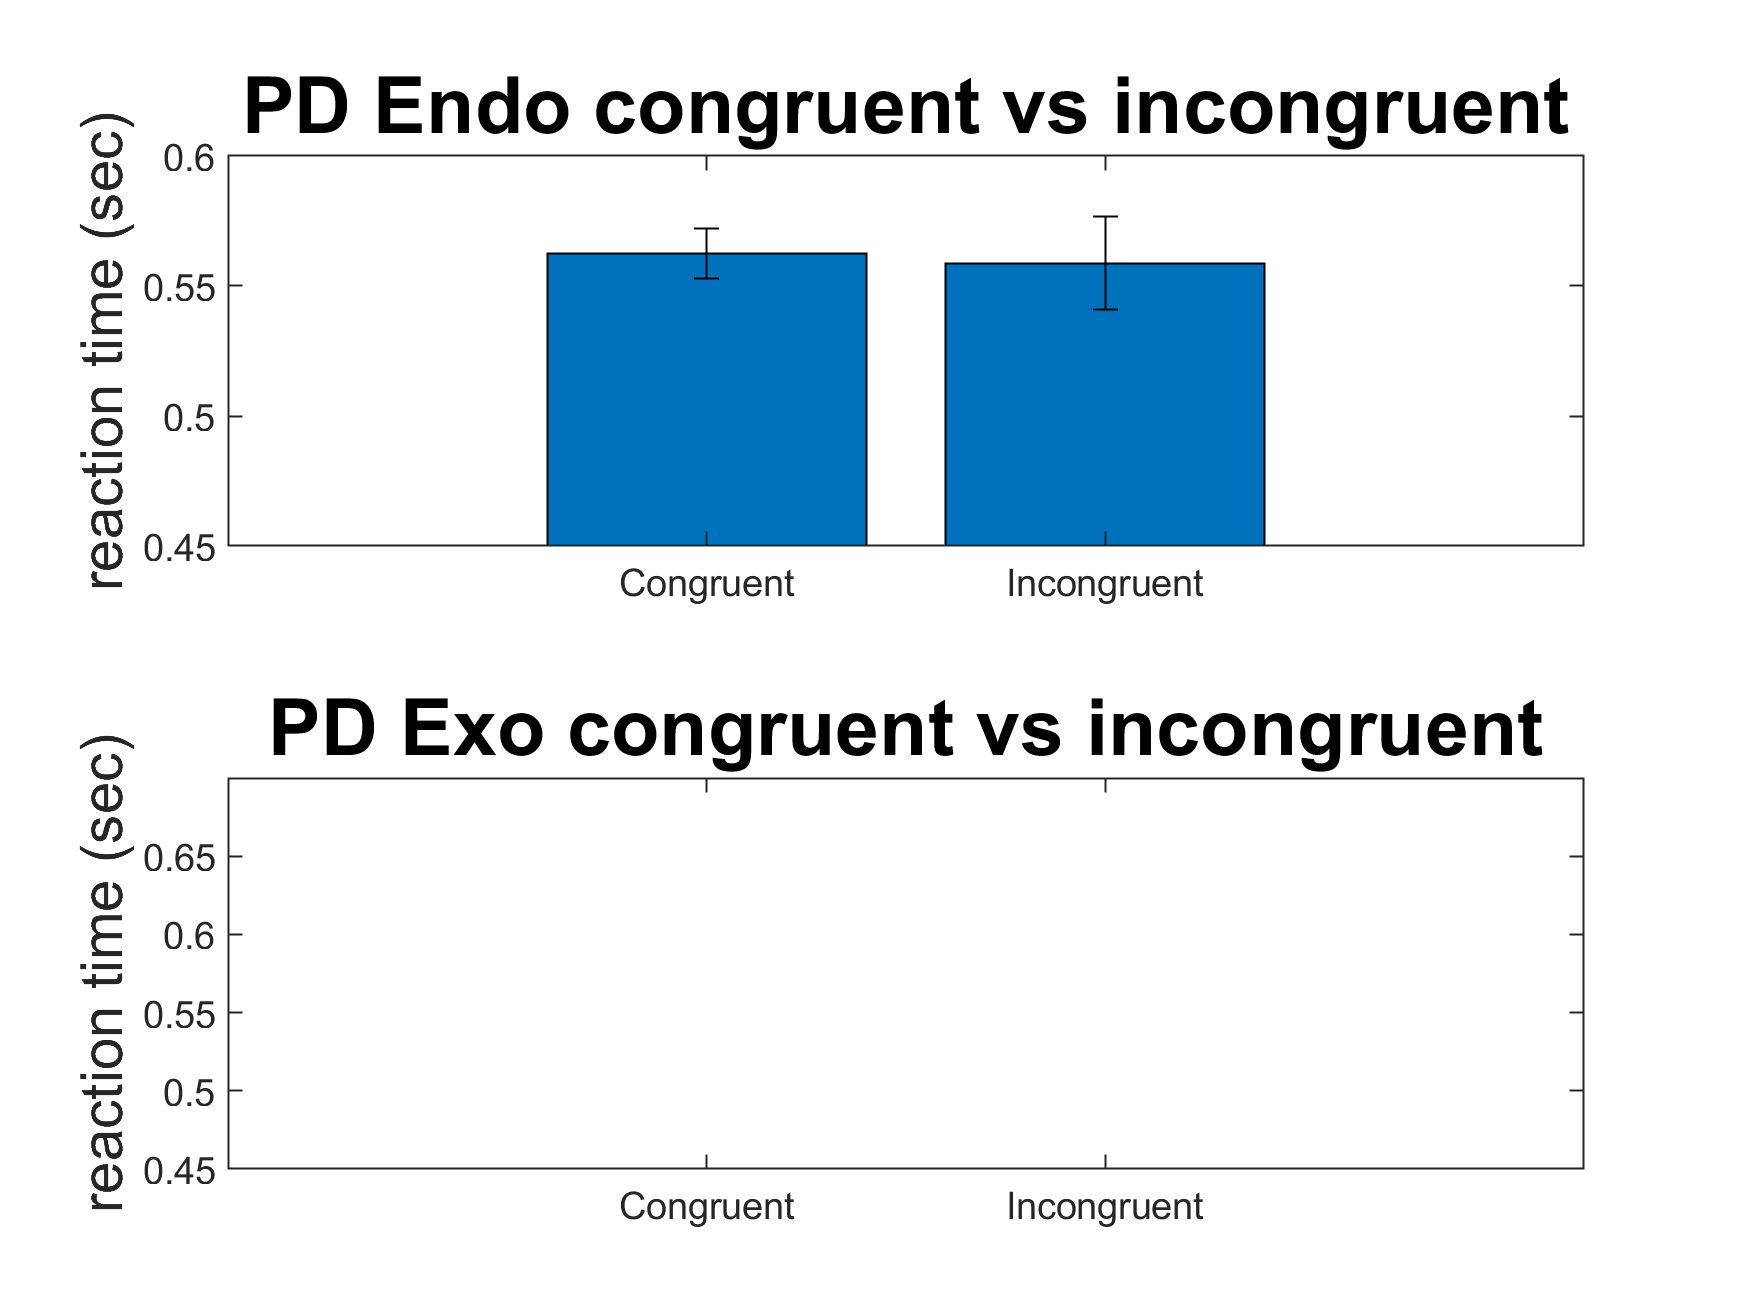 PD Endo congruent vs incongruent
reaction time (sec)
0.6
0.55
0.5
0.45
Congruent Incongruent
PD Exo congruent vs incongruent
reaction time (sec)
0.65
0.6
0.55
0.5
0.45
Congruent Incongruent